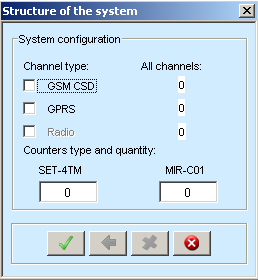 Structure of the system
System configuration
Channel type: All channels:
GSM CSD 0
GPRS 0
Radio 0
Counters type and quantity:
SET-4TM MIR-C01
0 0